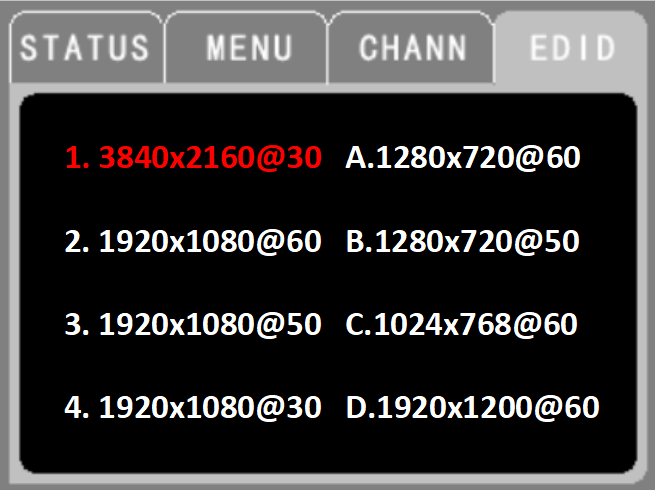 STATUS MENU CHANN EDID
1. 3840x2160@30 A.1280x720@60
2. 1920x1080@60 B.1280x720@50
3. 1920x1080@50 C.1024x768@60
4. 1920x1080@30 D.1920x1200@60